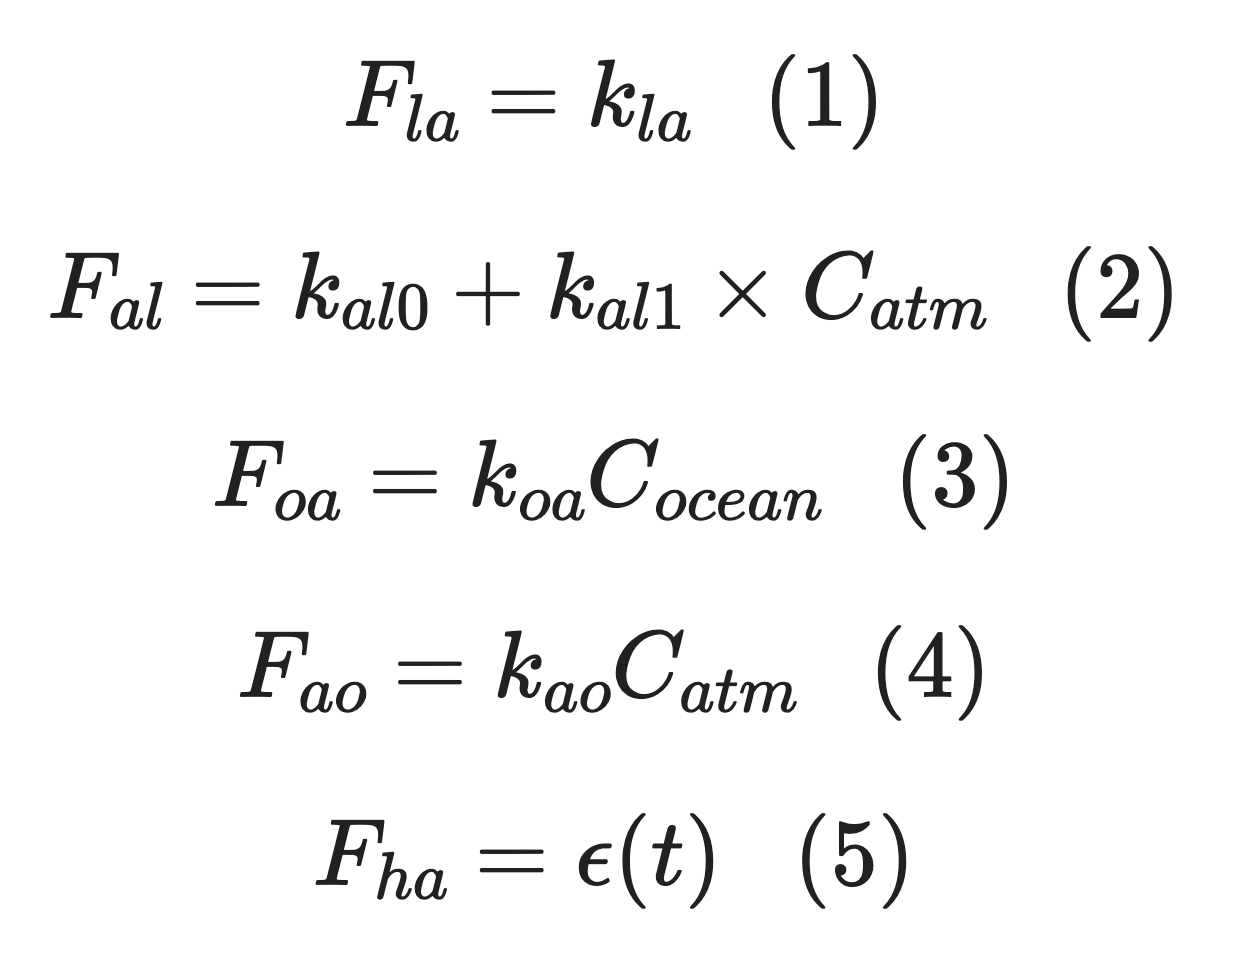 F_{la} = k_{la} (1)
F_{al} = k_{al0} + k_{al1} × C_{atm} (2)
F_{oa} = k_{oa}C_{ocean} (3)
F_{ao} = k_{ao}C_{atm} (4)
F_{ha} = ϵ(t) (5)